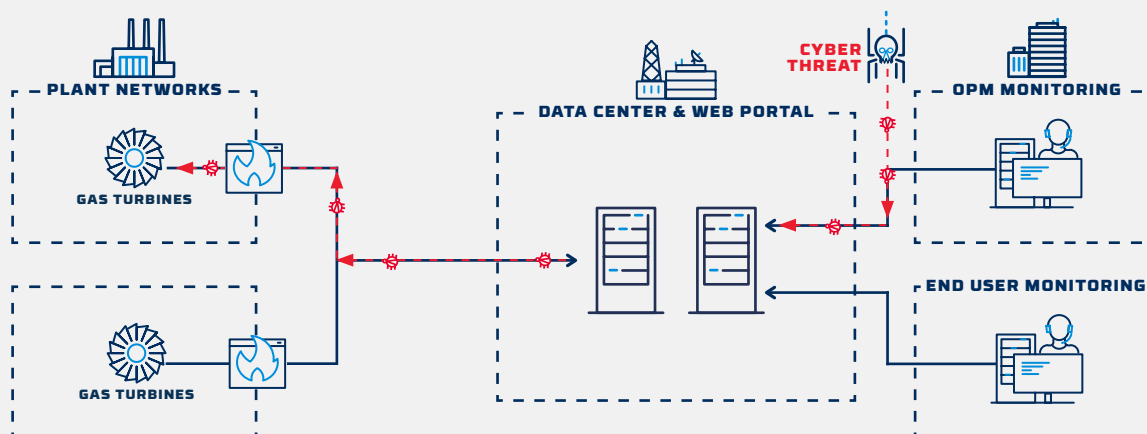 CYBER
THREAT
PLANT NETWORKS
OPM MONITORING
DATA CENTER & WEB PORTAL
GAS TURBINES
END USER MONITORING
GAS TURBINES